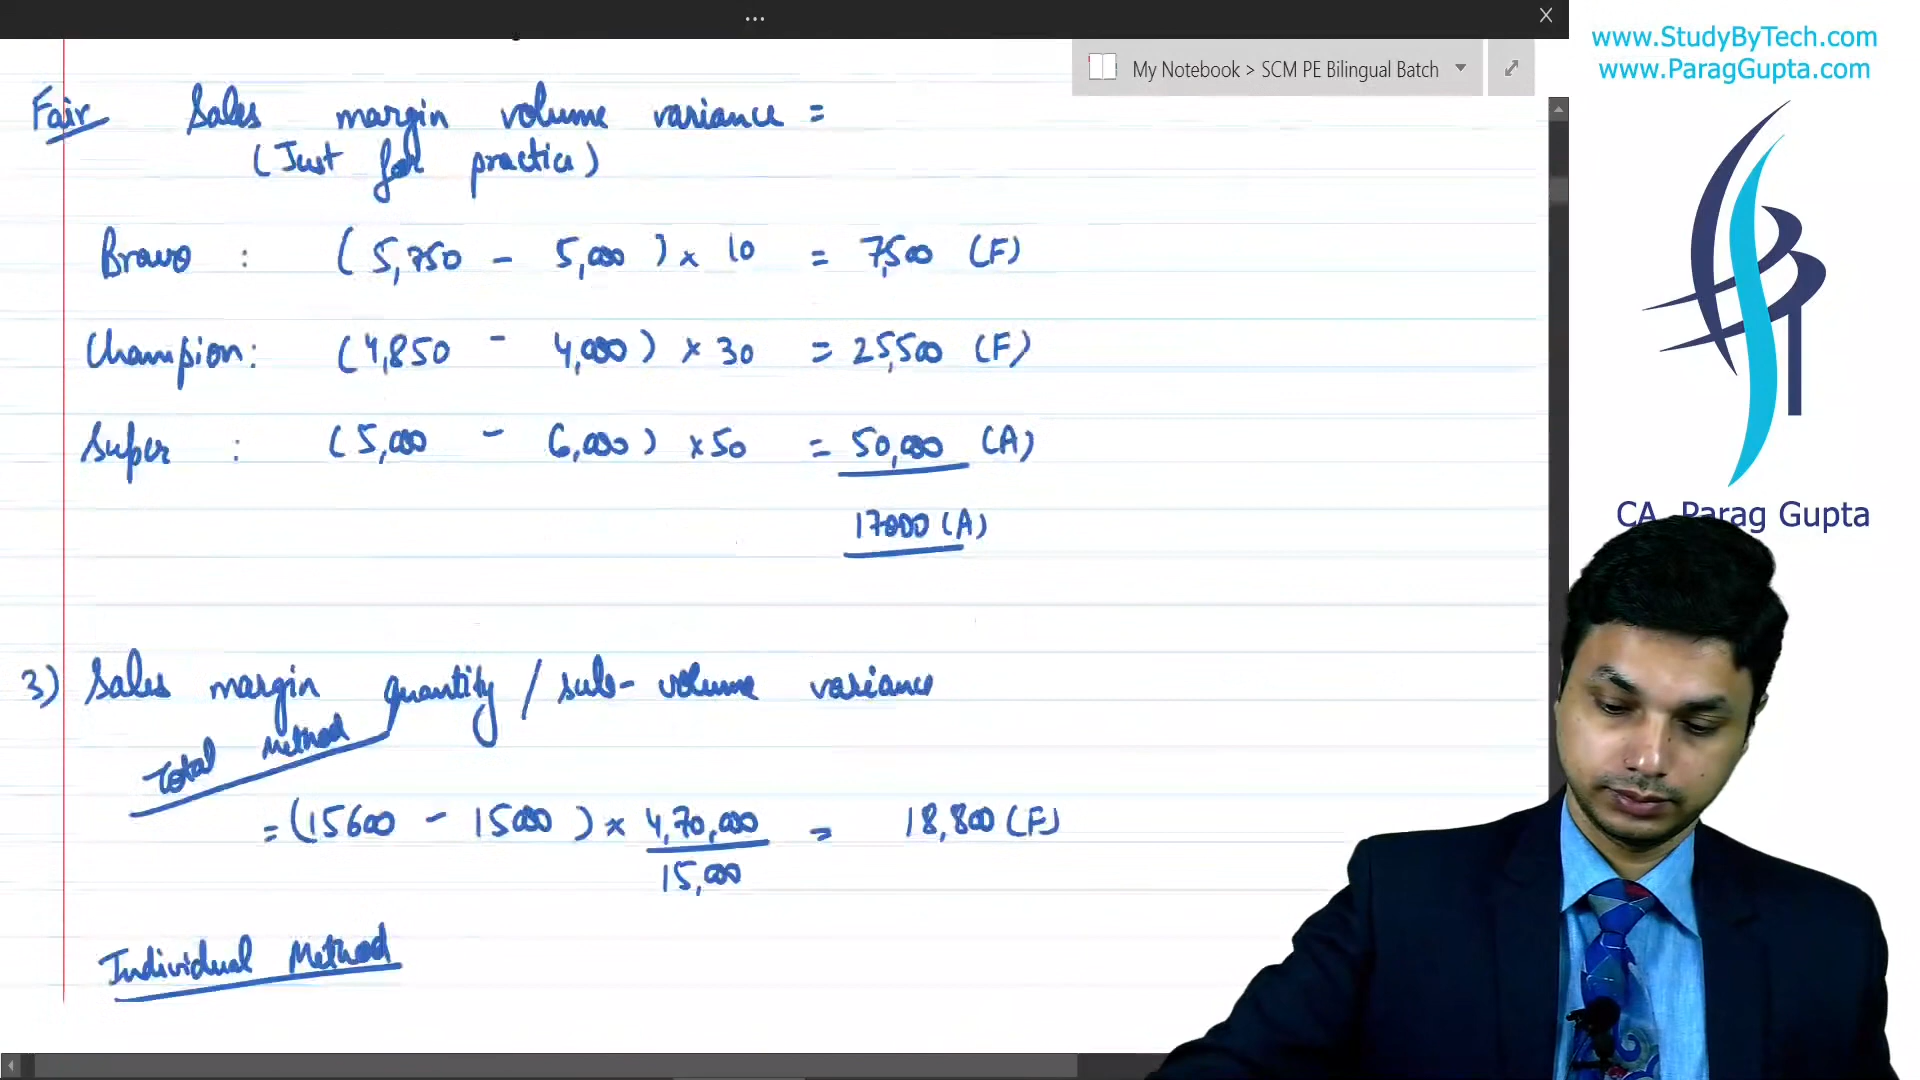 ...
X
www.StudyByTech.com
www.ParagGupta.com
My Notebook > SCM PE Bilingual Batch
Fair Sales margin volume variance =
(Just for practice)
Bravo : (5,750 - 5,000) × 10 = 7,500 (F)
Champion: (4,850 - 4,000) × 30 = 25,500 (F)
Super : (5,000 - 6,000) × 50 = 50,000 (A)
17000 (A)
CA Parag Gupta
3) Sales margin quantity / sub-volume variance
Total Method
= (15600 - 15000) × 4,70,000 = 18,800 (F)
15,000
Individual Method